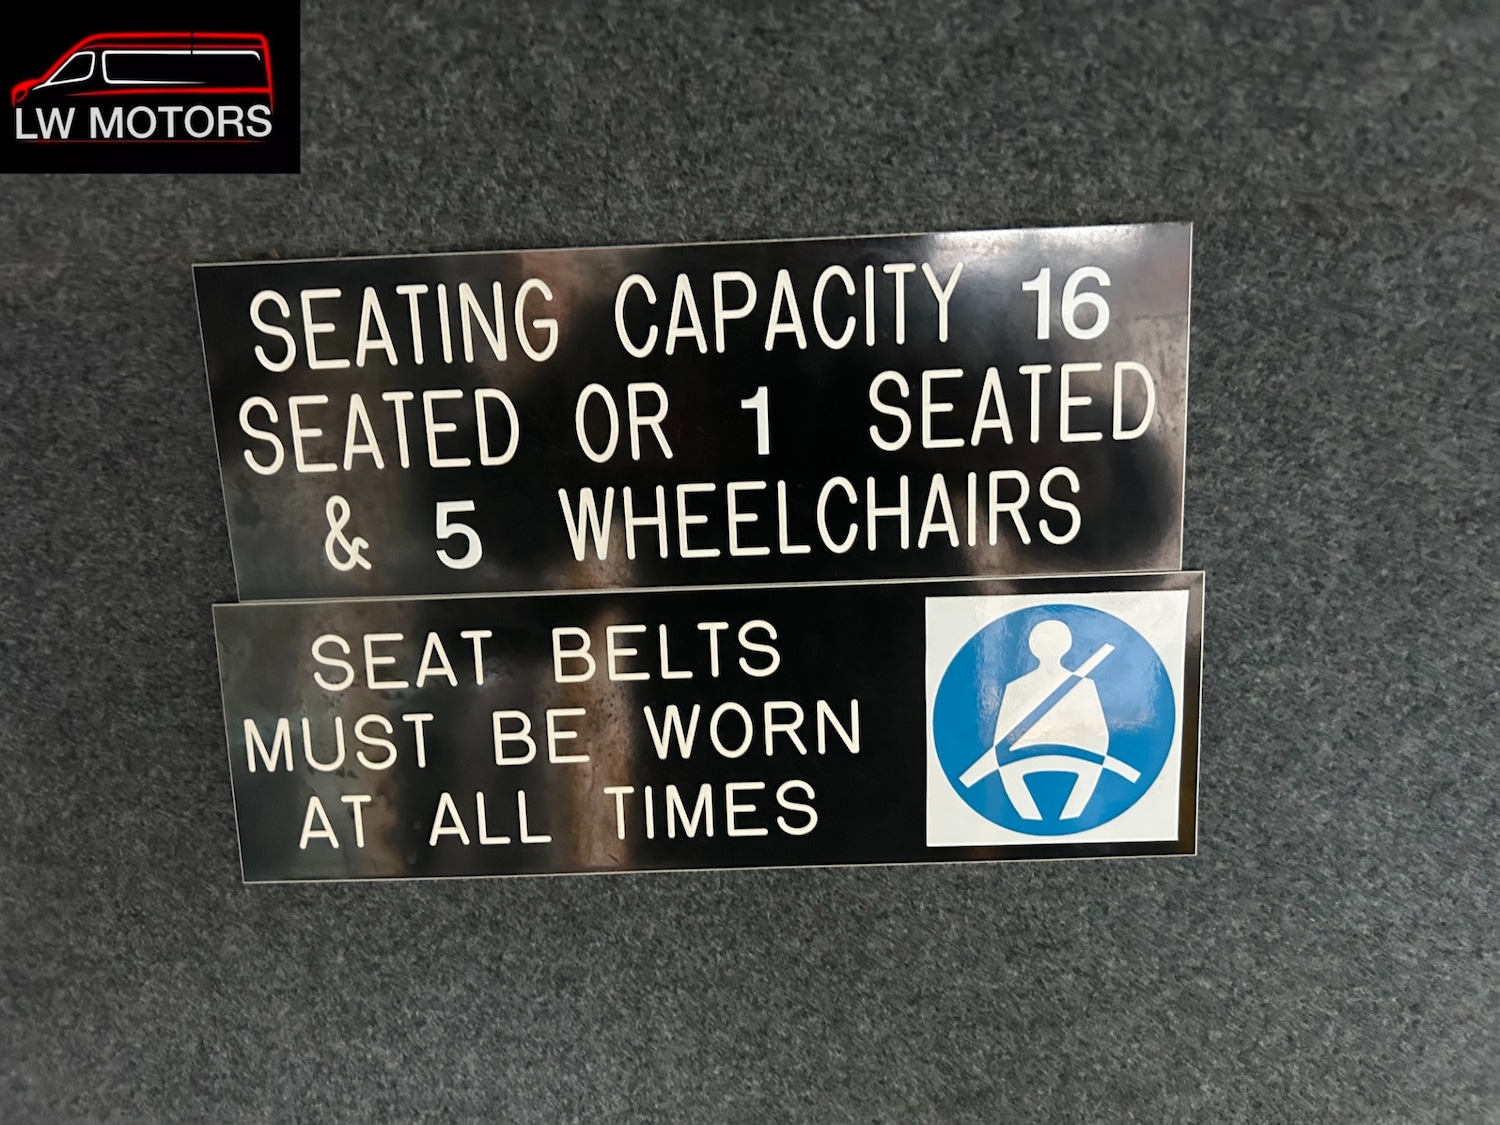 LW MOTORS
SEATING CAPACITY 16
SEATED OR 1 SEATED
& 5 WHEELCHAIRS
SEAT BELTS
MUST BE WORN
AT ALL TIMES